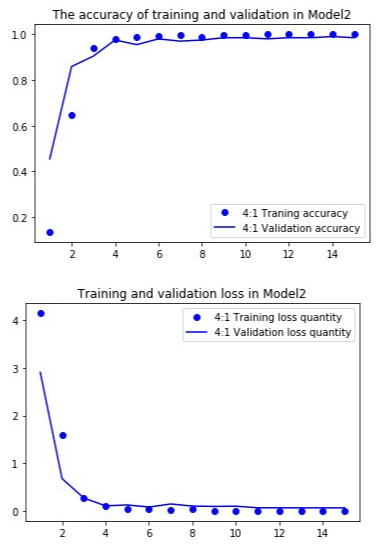 The accuracy of training and validation in Model2
1.0
0.8
0.6
0.4
0.2
4:1 Traning accuracy
4:1 Validation accuracy
2 4 6 8 10 12 14
Training and validation loss in Model2
4
3
2
1
0
4:1 Training loss quantity
4:1 Validation loss quantity
2 4 6 8 10 12 14